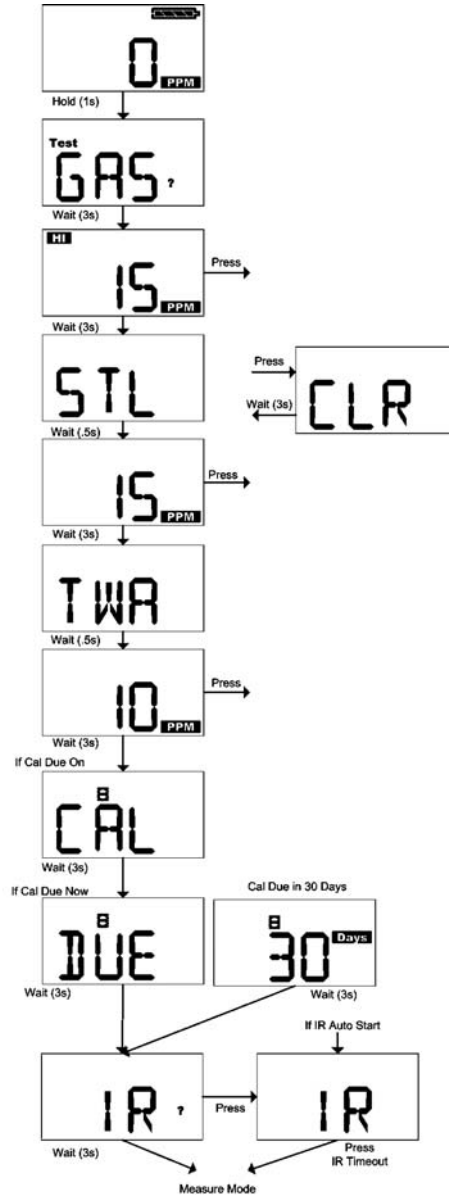 0
PPM
Hold (1s)
Test
GAS ?
Wait (3s)
HI
15
PPM
Press
Wait (3s)
STL
Wait (.5s)
Press
CLR
Wait (3s)
15
PPM
Press
Wait (3s)
TWA
Wait (.5s)
10
PPM
Press
Wait (3s)
If Cal Due On
CAL
Wait (3s)
If Cal Due Now
DUE
Wait (3s)
Cal Due in 30 Days
30
Days
Wait (3s)
If IR Auto Start
IR ?
Press
IR
Wait (3s)
Press
IR Timeout
Measure Mode